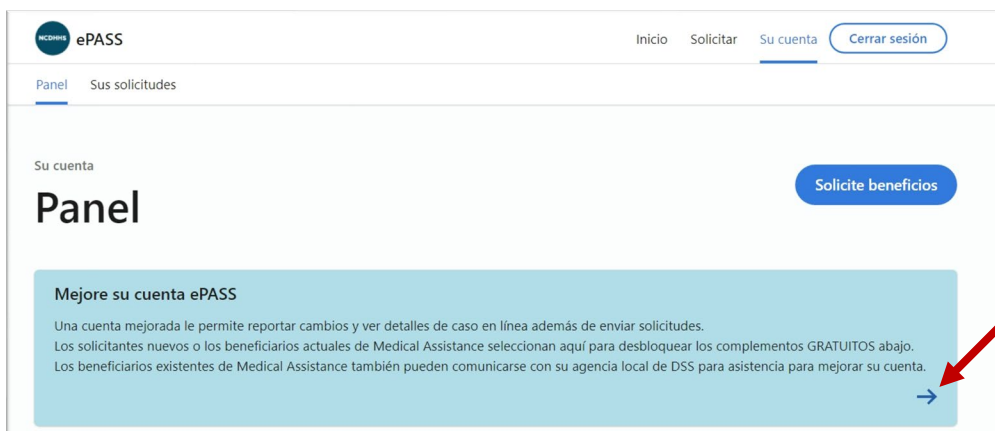 NCDHHS ePASS
Inicio Solicitar Su cuenta Cerrar sesión
Panel Sus solicitudes
Su cuenta
Panel
Solicite beneficios
Mejore su cuenta ePASS
Una cuenta mejorada le permite reportar cambios y ver detalles de caso en línea además de enviar solicitudes.
Los solicitantes nuevos o los beneficiarios actuales de Medical Assistance seleccionan aquí para desbloquear los complementos GRATUITOS abajo.
Los beneficiarios existentes de Medical Assistance también pueden comunicarse con su agencia local de DSS para asistencia para mejorar su cuenta.